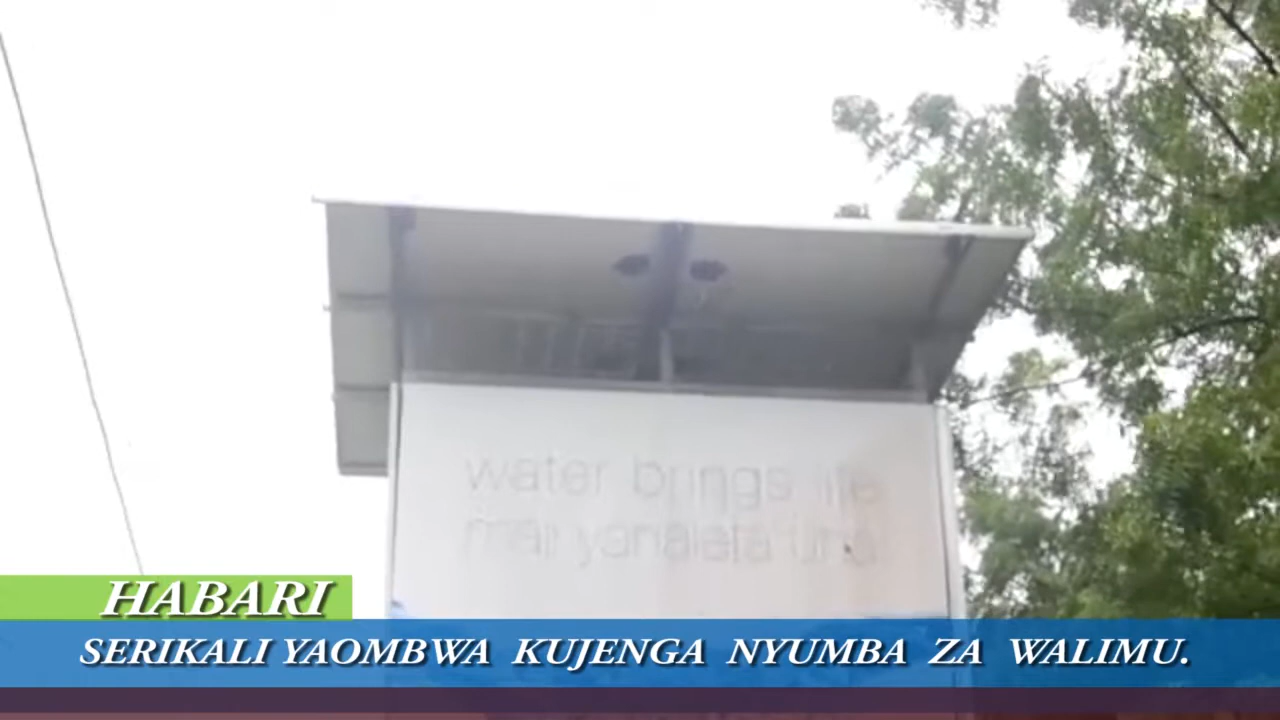 water brings life
maji yanaleta uhai
HABARI
SERIKALI YAOMBWA KUJENGA NYUMBA ZA WALIMU.